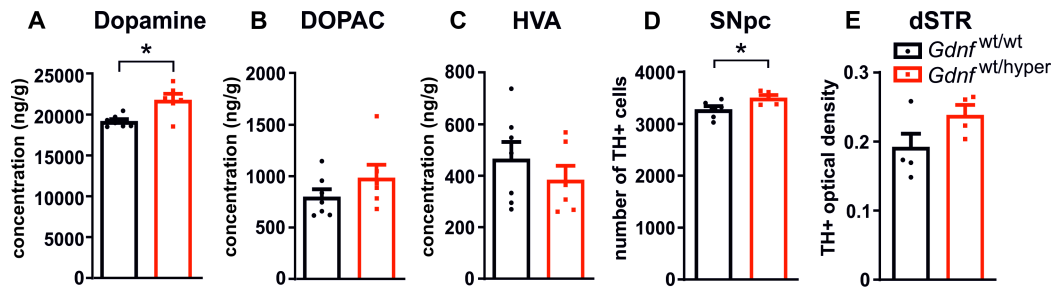 A Dopamine
concentration (ng/g)
25000
20000
15000
10000
5000
0
*
B DOPAC
concentration (ng/g)
2000
1500
1000
500
0
C HVA
concentration (ng/g)
800
600
400
200
0
D SNpc
number of TH+ cells
4000
3000
2000
1000
0
*
E dSTR
TH+ optical density
0.3
0.2
0.1
0
Gdnf wt/wt
Gdnf wt/hyper